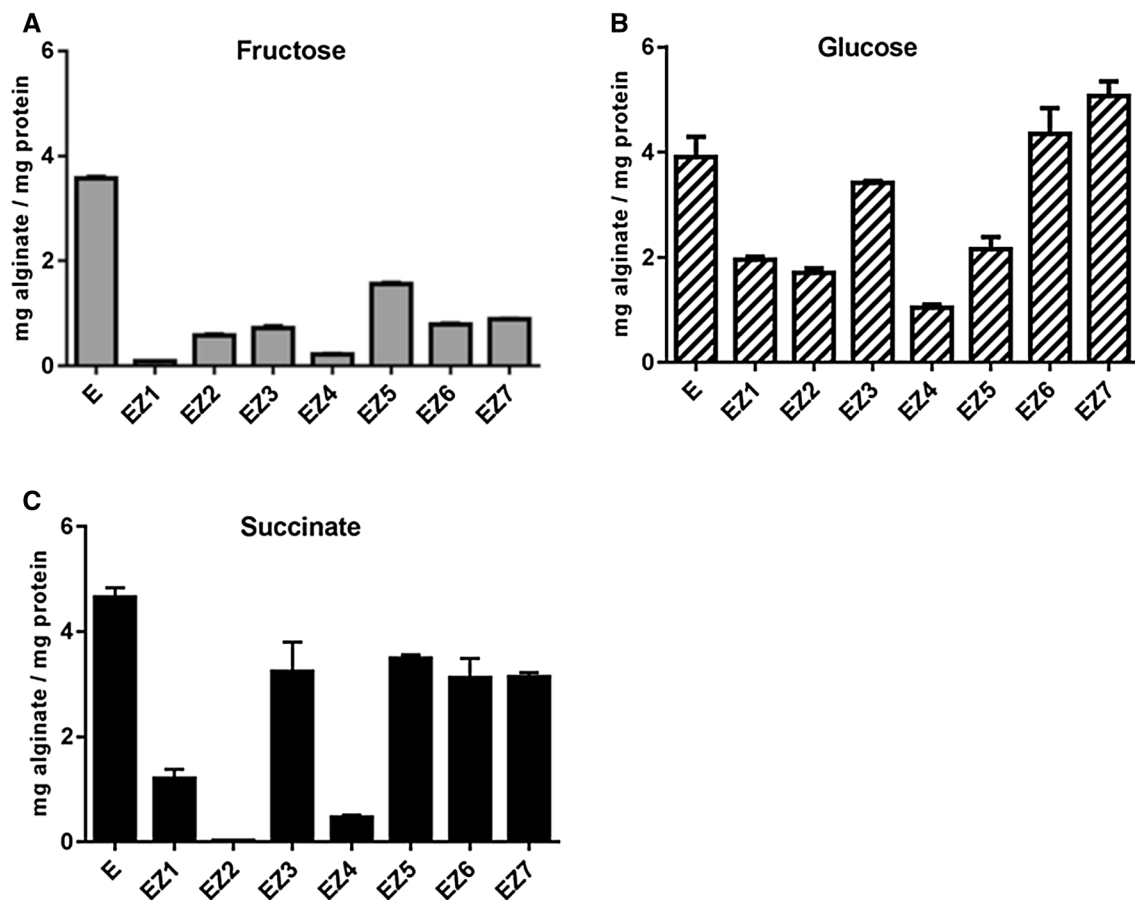 A
Fructose
mg alginate / mg protein
6
4
2
0
E EZ1 EZ2 EZ3 EZ4 EZ5 EZ6 EZ7
B
Glucose
mg alginate / mg protein
6
4
2
0
E EZ1 EZ2 EZ3 EZ4 EZ5 EZ6 EZ7
C
Succinate
mg alginate / mg protein
6
4
2
0
E EZ1 EZ2 EZ3 EZ4 EZ5 EZ6 EZ7